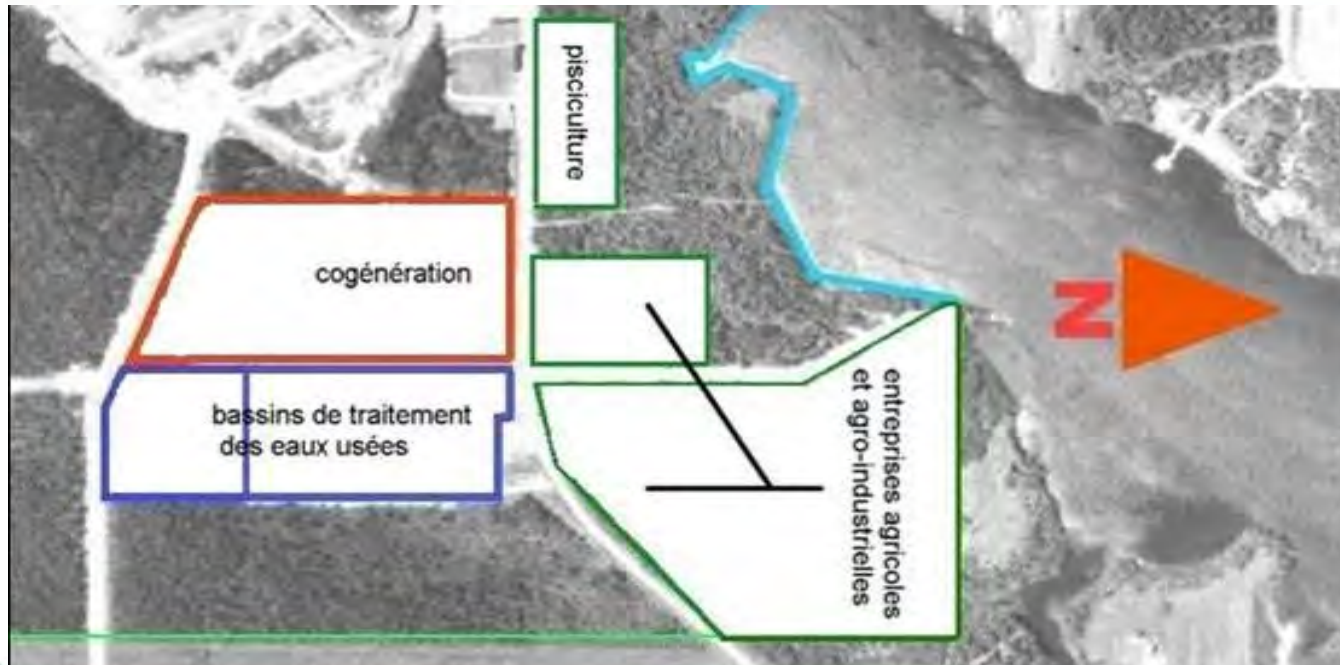 pisciculture
cogénération
bassins de traitement
des eaux usées
entreprises agricoles
et agro-industrielles
N